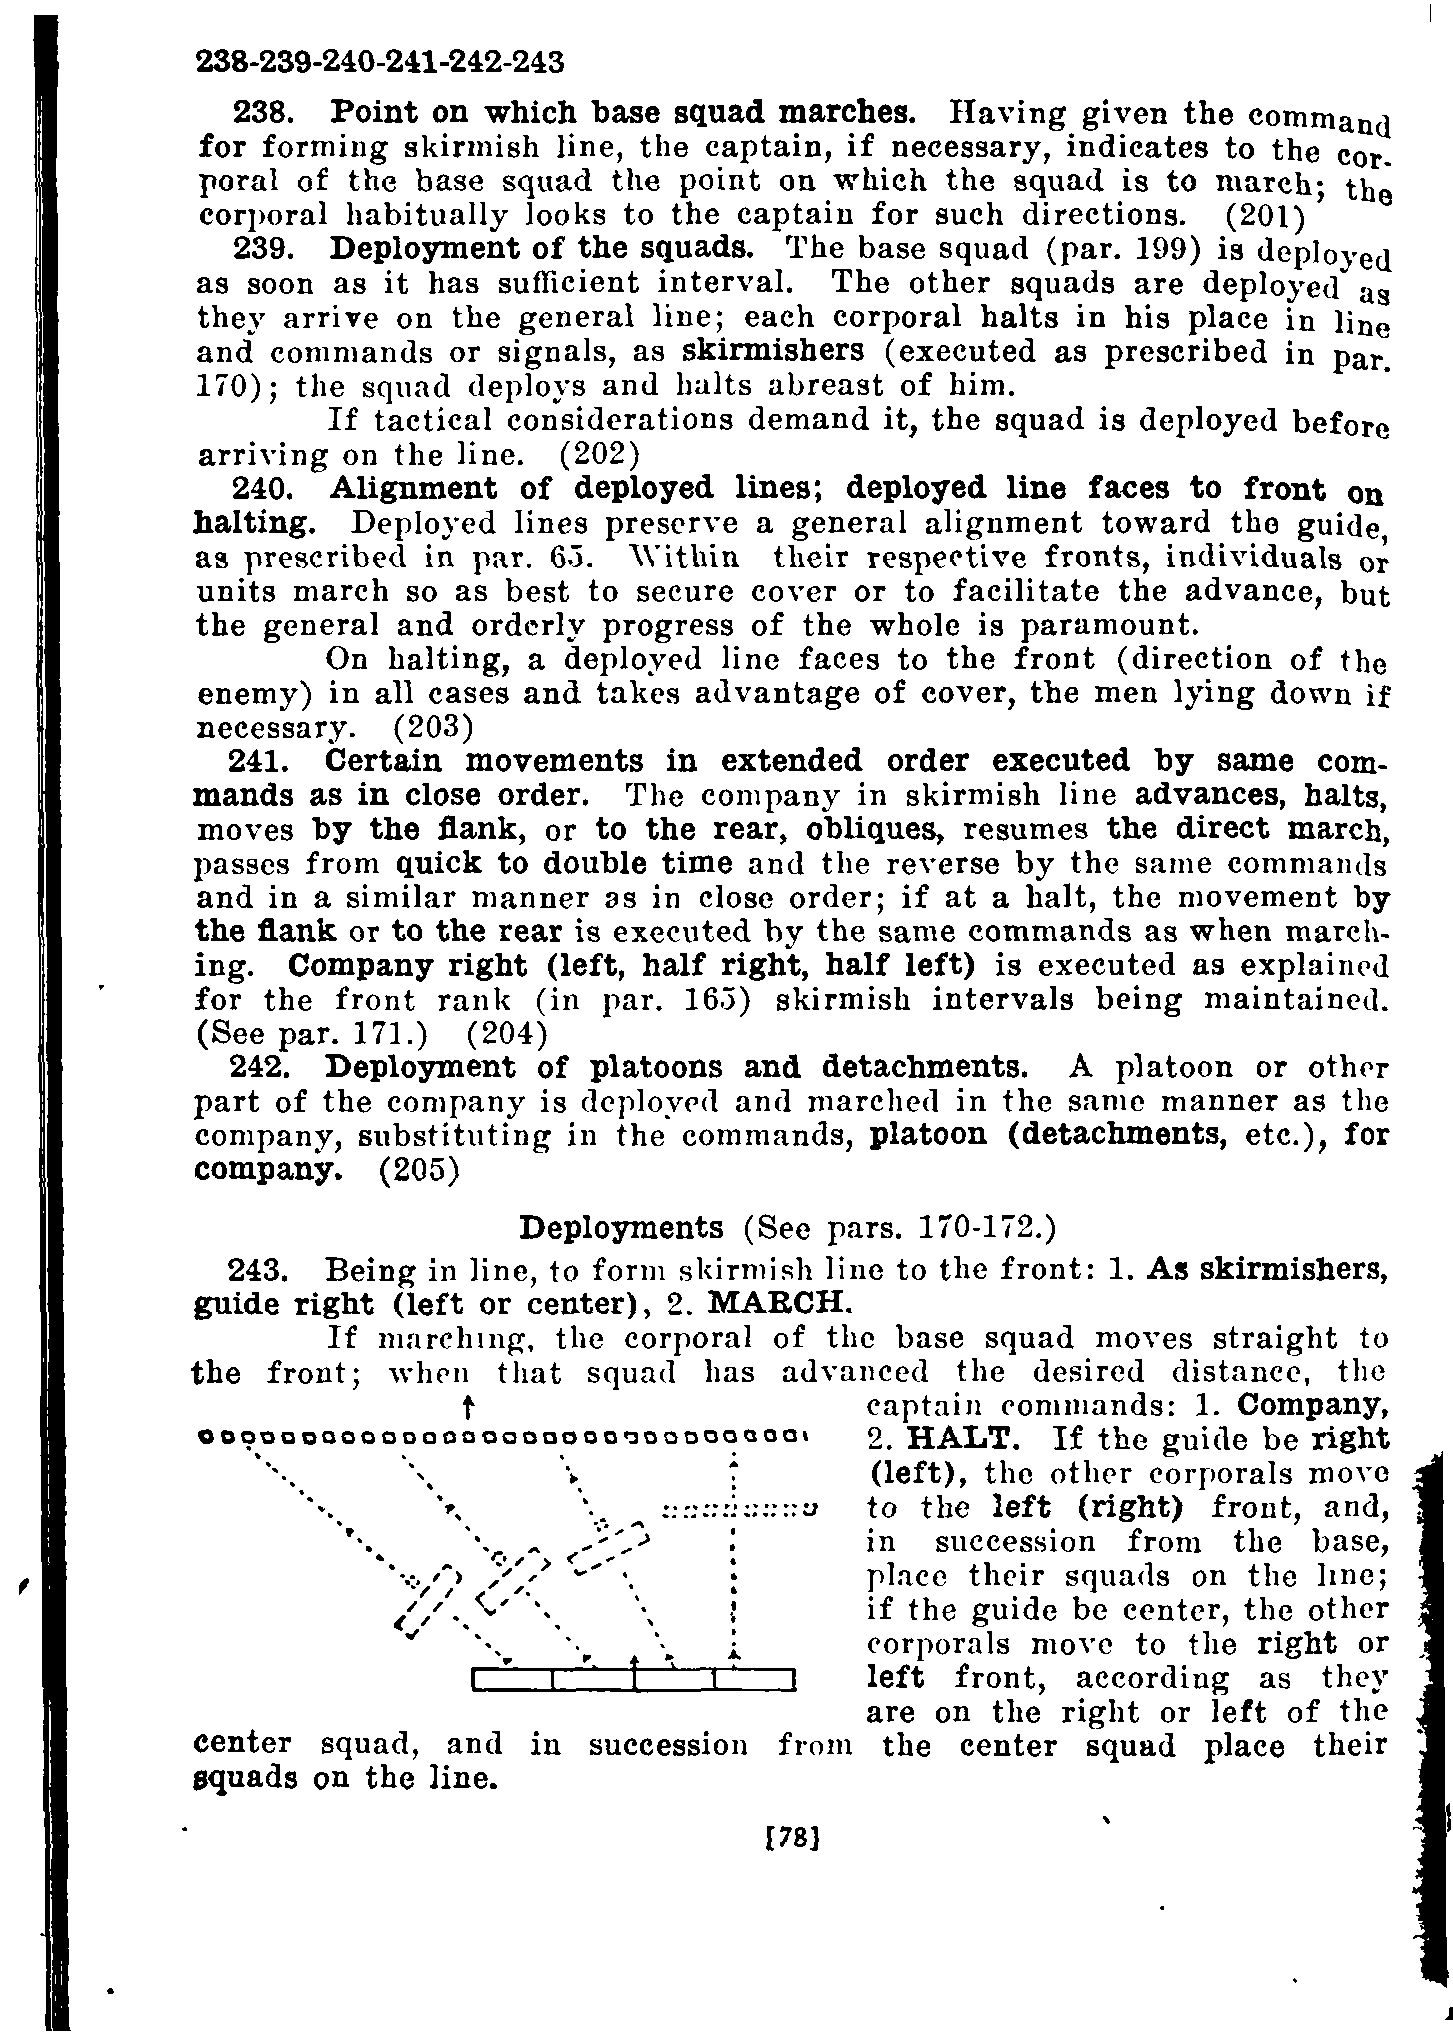 238-239-240-241-242-243
238. Point on which base squad marches. Having given the command
for forming skirmish line, the captain, if necessary, indicates to the cor-
poral of the base squad the point on which the squad is to march; the
corporal habitually looks to the captain for such directions. (201)
239. Deployment of the squads. The base squad (par. 199) is deployed
as soon as it has sufficient interval. The other squads are deployed as
they arrive on the general line; each corporal halts in his place in line
and commands or signals, as skirmishers (executed as prescribed in par.
170); the squad deploys and halts abreast of him.
If tactical considerations demand it, the squad is deployed before
arriving on the line. (202)
240. Alignment of deployed lines; deployed line faces to front on
halting. Deployed lines preserve a general alignment toward the guide,
as prescribed in par. 65. Within their respective fronts, individuals or
units march so as best to secure cover or to facilitate the advance, but
the general and orderly progress of the whole is paramount.
On halting, a deployed line faces to the front (direction of the
enemy) in all cases and takes advantage of cover, the men lying down if
necessary. (203)
241. Certain movements in extended order executed by same com-
mands as in close order. The company in skirmish line advances, halts,
moves by the flank, or to the rear, obliques, resumes the direct march,
passes from quick to double time and the reverse by the same commands
and in a similar manner as in close order; if at a halt, the movement by
the flank or to the rear is executed by the same commands as when march-
ing. Company right (left, half right, half left) is executed as explained
for the front rank (in par. 165) skirmish intervals being maintained.
(See par. 171.) (204)
242. Deployment of platoons and detachments. A platoon or other
part of the company is deployed and marched in the same manner as the
company, substituting in the commands, platoon (detachments, etc.), for
company. (205)
Deployments (See pars. 170-172.)
243. Being in line, to form skirmish line to the front: 1. As skirmishers,
guide right (left or center), 2. MARCH.
If marching, the corporal of the base squad moves straight to
the front; when that squad has advanced the desired distance, the
captain commands: 1. Company,
2. HALT. If the guide be right
(left), the other corporals move
to the left (right) front, and,
in succession from the base,
place their squads on the line;
if the guide be center, the other
corporals move to the right or
left front, according as they
are on the right or left of the
center squad, and in succession from the center squad place their
squads on the line.
[78]